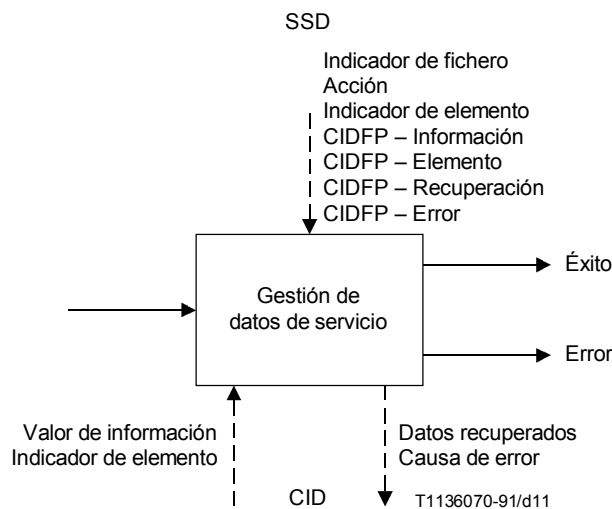 SSD
Indicador de fichero
Acción
Indicador de elemento
CIDFP – Información
CIDFP – Elemento
CIDFP – Recuperación
CIDFP – Error
Gestión de
datos de servicio
Éxito
Error
Valor de información
Indicador de elemento
Datos recuperados
Causa de error
CID
T1136070-91/d11